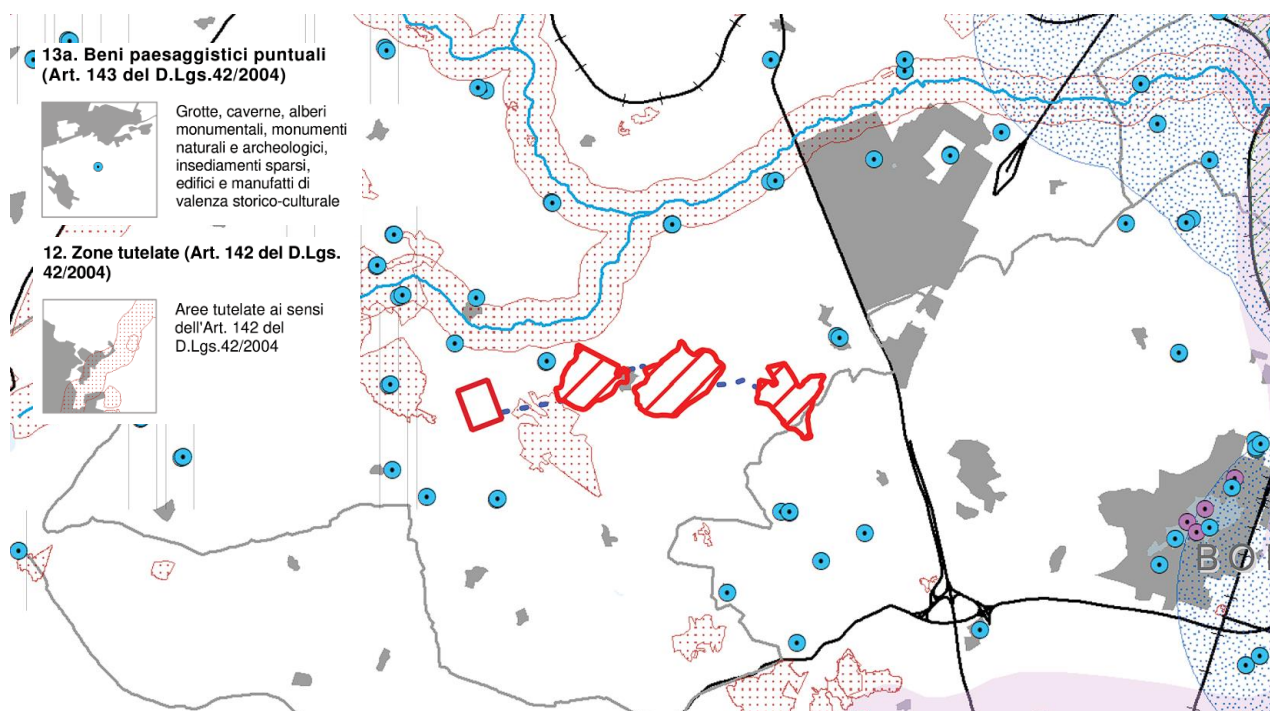 13a. Beni paesaggistici puntuali
(Art. 143 del D.Lgs.42/2004)
Grotte, caverne, alberi
monumentali, monumenti
naturali e archeologici,
insediamenti sparsi,
edifici e manufatti di
valenza storico-culturale
12. Zone tutelate (Art. 142 del D.Lgs.
42/2004)
Aree tutelate ai sensi
dell'Art. 142 del
D.Lgs.42/2004